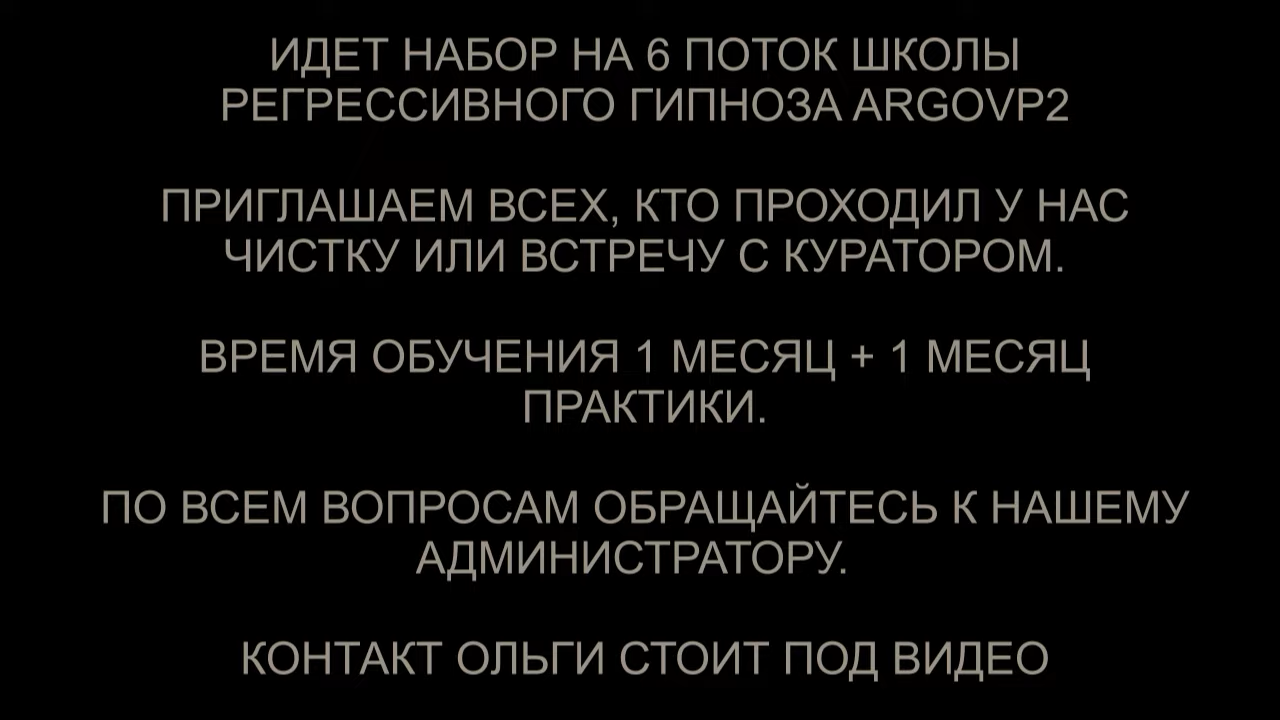 ИДЕТ НАБОР НА 6 ПОТОК ШКОЛЫ
РЕГРЕССИВНОГО ГИПНОЗА ARGOVP2
ПРИГЛАШАЕМ ВСЕХ, КТО ПРОХОДИЛ У НАС
ЧИСТКУ ИЛИ ВСТРЕЧУ С КУРАТОРОМ.
ВРЕМЯ ОБУЧЕНИЯ 1 МЕСЯЦ + 1 МЕСЯЦ
ПРАКТИКИ.
ПО ВСЕМ ВОПРОСАМ ОБРАЩАЙТЕСЬ К НАШЕМУ
АДМИНИСТРАТОРУ.
КОНТАКТ ОЛЬГИ СТОИТ ПОД ВИДЕО